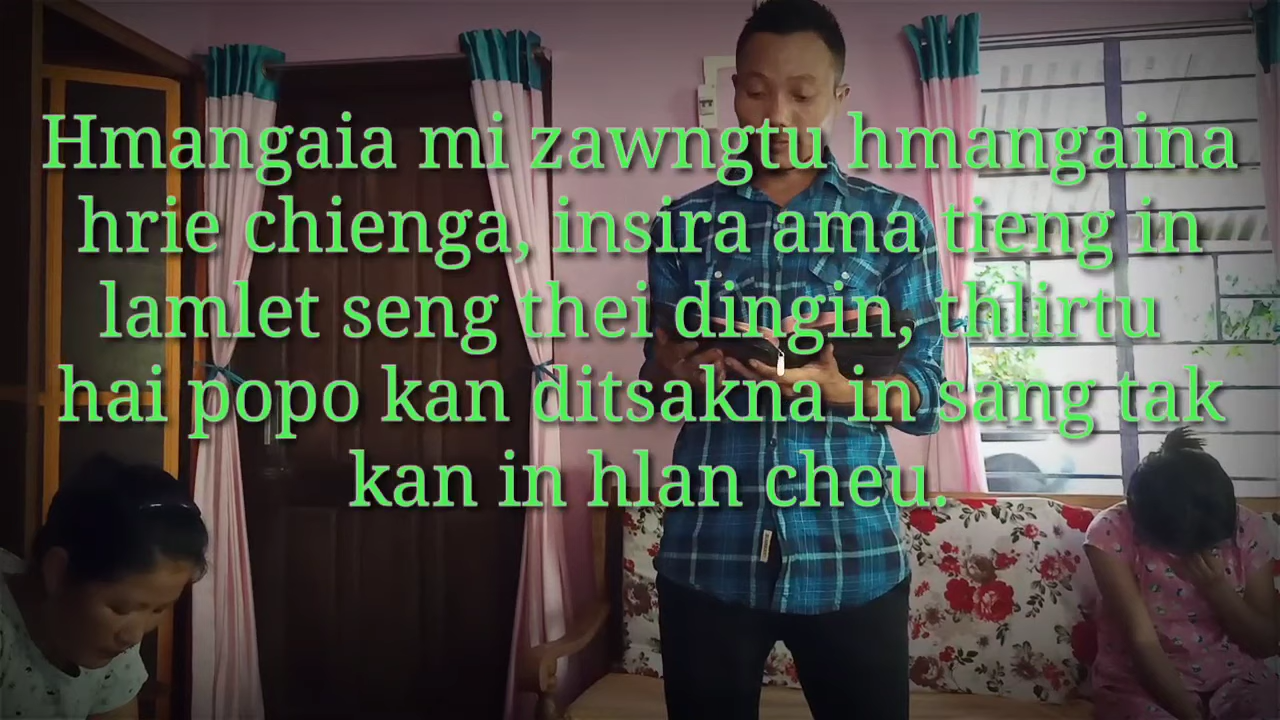 Hmangaia mi zawngtu hmangaina
hrie chienga, insira ama tieng in
lamlet seng thei dingin, thlirtu
hai popo kan ditsakna in sang tak
kan in hlan cheu.